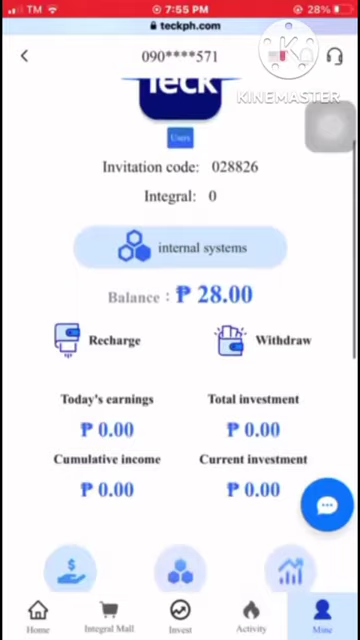 TM 7:55 PM 28%
teckph.com
090****571
KINEMASTER
Teck
Users
Invitation code: 028826
Integral: 0
internal systems
Balance : ₱ 28.00
Recharge Withdraw
Today's earnings Total investment
₱ 0.00 ₱ 0.00
Cumulative income Current investment
₱ 0.00 ₱ 0.00
Home Integral Mall Invest Activity Mine